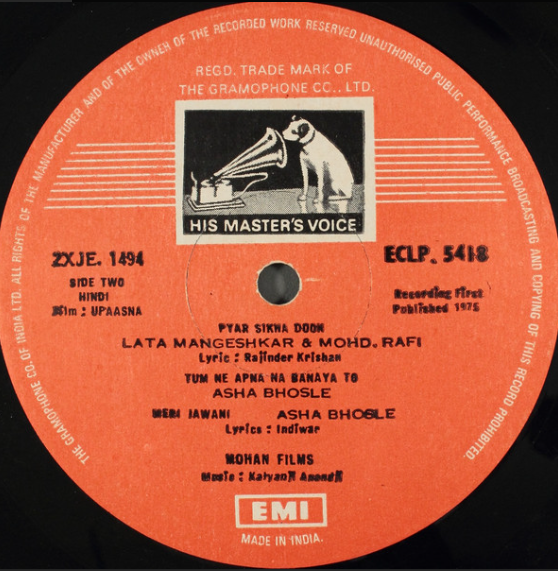 THE GRAMOPHONE CO. OF INDIA LTD. ALL RIGHTS OF THE MANUFACTURER AND OF THE OWNER OF THE RECORDED WORK RESERVED UNAUTHORISED PUBLIC PERFORMANCE BROADCASTING AND COPYING OF THIS RECORD PROHIBITED.
REGD. TRADE MARK OF
THE GRAMOPHONE CO., LTD.
HIS MASTER'S VOICE
ZXJE. 1494
ECLP. 5418
SIDE TWO
HINDI
Film : UPAASNA
Recording First
Published 1975
PYAR SIKHA DOON
LATA MANGESHKAR & MOHD. RAFI
Lyric : Rajinder Krishan
TUM NE APNA NA BANAYA TO
ASHA BHOSLE
MERI JAWANI ASHA BHOSLE
Lyrics : Indiwar
MOHAN FILMS
Music : Kalyanji Anandji
EMI
MADE IN INDIA.